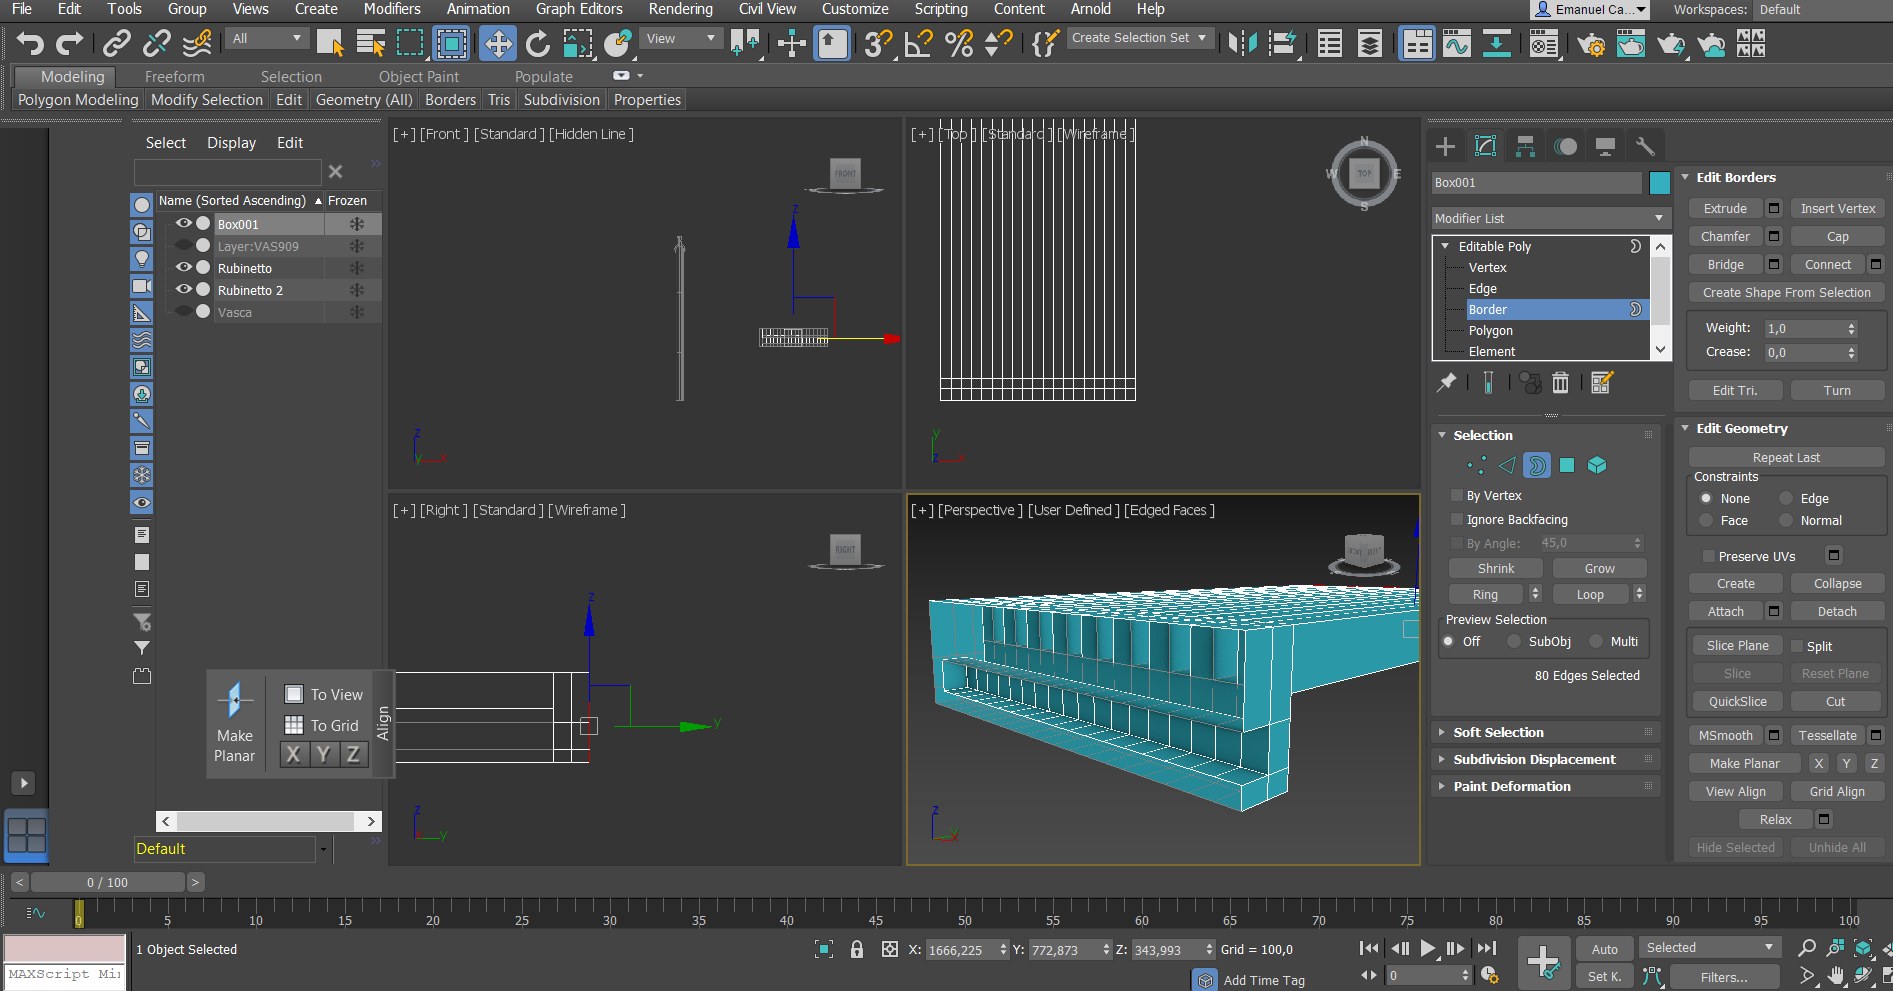 File Edit Tools Group Views Create Modifiers Animation Graph Editors Rendering Civil View Customize Scripting Content Arnold Help
Emanuel Ca... Workspaces: Default
All View Create Selection Set
Modeling Freeform Selection Object Paint Populate
Polygon Modeling Modify Selection Edit Geometry (All) Borders Tris Subdivision Properties
Select Display Edit
Name (Sorted Ascending) Frozen
Box001
Layer:VAS909
Rubinetto
Rubinetto 2
Vasca
Make Planar
To View
To Grid
X Y Z
Align
Default
[+] [Front ] [Standard ] [Hidden Line ]
FRONT
z
z
y x
[+] [Top ] [Standard ] [Wireframe ]
N
W TOP E
S
y
z x
[+] [Right ] [Standard ] [Wireframe ]
RIGHT
z
y
z
x y
[+] [Perspective ] [User Defined ] [Edged Faces ]
z
y
x
Box001
Modifier List
Editable Poly
Vertex
Edge
Border
Polygon
Element
Selection
By Vertex
Ignore Backfacing
By Angle: 45,0
Shrink Grow
Ring Loop
Preview Selection
Off SubObj Multi
80 Edges Selected
Soft Selection
Subdivision Displacement
Paint Deformation
Edit Borders
Extrude Insert Vertex
Chamfer Cap
Bridge Connect
Create Shape From Selection
Weight: 1,0
Crease: 0,0
Edit Tri. Turn
Edit Geometry
Repeat Last
Constraints
None Edge
Face Normal
Preserve UVs
Create Collapse
Attach Detach
Slice Plane Split
Slice Reset Plane
QuickSlice Cut
MSmooth Tessellate
Make Planar X Y Z
View Align Grid Align
Relax
Hide Selected Unhide All
< 0 / 100 >
0 5 10 15 20 25 30 35 40 45 50 55 60 65 70 75 80 85 90 95 100
1 Object Selected
X: 1666,225 Y: 772,873 Z: 343,993 Grid = 100,0
Auto Selected
MAXScript Mi
Add Time Tag
0
Set K. Filters...